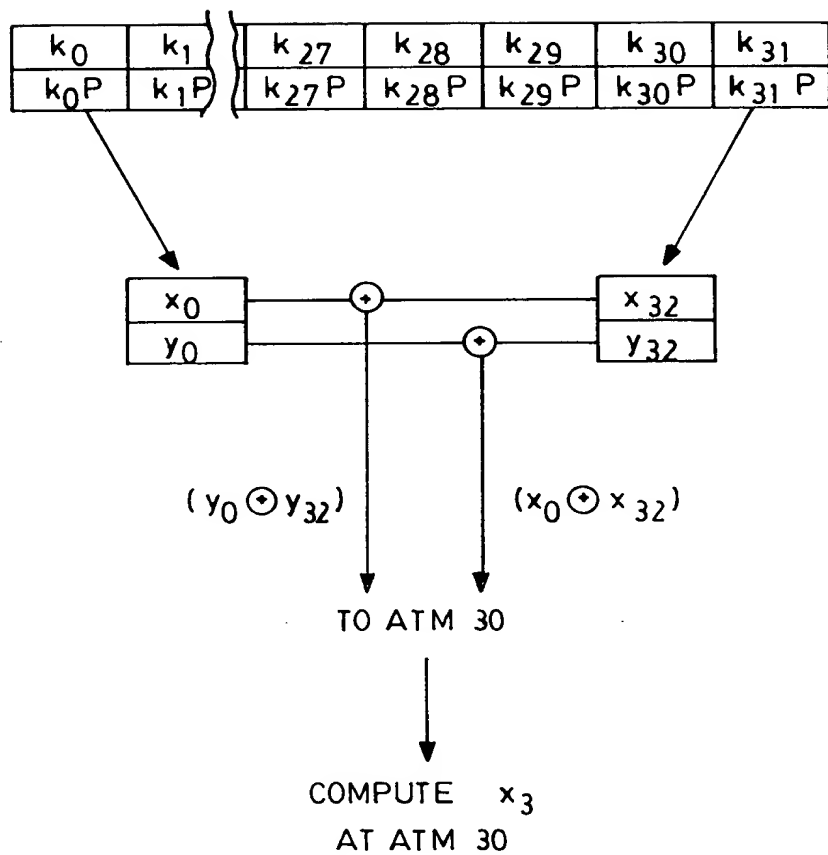 k₀ k₁ k₂₇ k₂₈ k₂₉ k₃₀ k₃₁
k₀P k₁P k₂₇P k₂₈P k₂₉P k₃₀P k₃₁P
x₀ + x₃₂
y₀ + y₃₂
(y₀ ⊕ y₃₂) (x₀ ⊕ x₃₂)
TO ATM 30
COMPUTE x₃
AT ATM 30